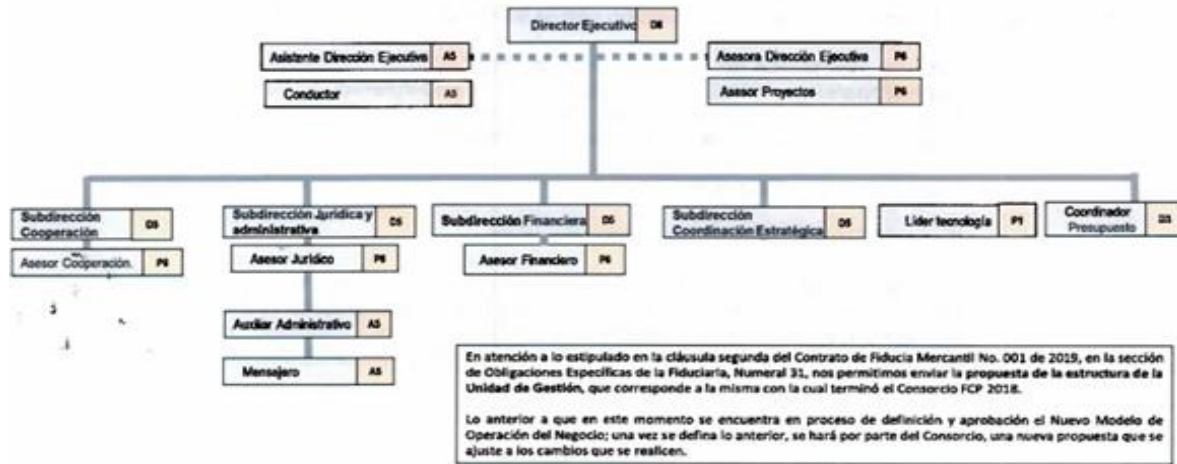 Director Ejecutivo D8
Asistente Dirección Ejecutiva A5
Asesora Dirección Ejecutiva P6
Conductor A3
Asesor Proyectos P6
Subdirección
Cooperación D5
Subdirección Jurídica y
administrativa D5
Subdirección Financiera D5
Subdirección
Coordinación Estratégica D5
Líder tecnología P1
Coordinador
Presupuesto D3
Asesor Cooperación. P6
Asesor Jurídico P6
Asesor Financiero P6
Auxiliar Administrativo A5
Mensajero A5
En atención a lo estipulado en la cláusula segunda del Contrato de Fiducia Mercantil No. 001 de 2019, en la sección
de Obligaciones Específicas de la Fiduciaria, Numeral 31, nos permitimos enviar la propuesta de la estructura de la
Unidad de Gestión, que corresponde a la misma con la cual terminó el Consorcio FCP 2018.
Lo anterior a que en este momento se encuentra en proceso de definición y aprobación el Nuevo Modelo de
Operación del Negocio; una vez se defina lo anterior, se hará por parte del Consorcio, una nueva propuesta que se
ajuste a los cambios que se realicen.